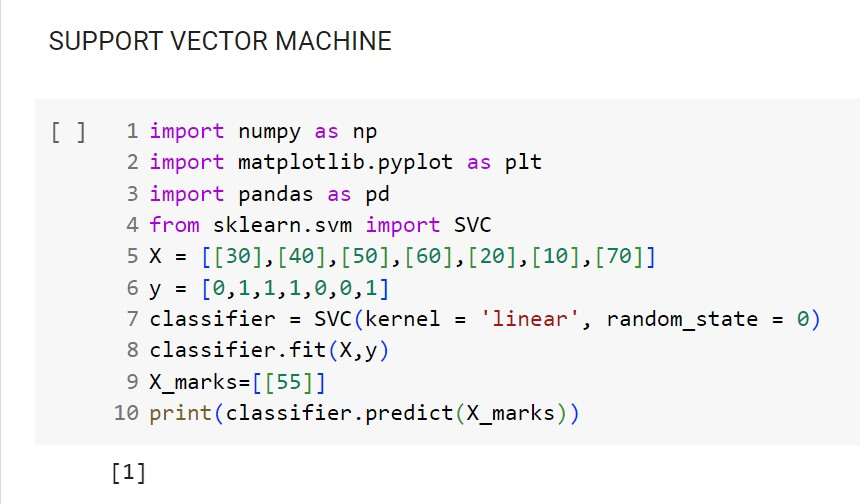 SUPPORT VECTOR MACHINE
[ ] 1 import numpy as np
2 import matplotlib.pyplot as plt
3 import pandas as pd
4 from sklearn.svm import SVC
5 X = [[30],[40],[50],[60],[20],[10],[70]]
6 y = [0,1,1,1,0,0,1]
7 classifier = SVC(kernel = 'linear', random_state = 0)
8 classifier.fit(X,y)
9 X_marks=[[55]]
10 print(classifier.predict(X_marks))
[1]